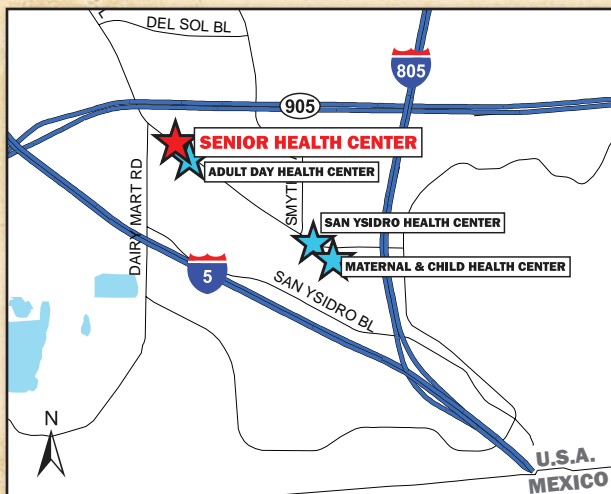 DEL SOL BL
805
905
SENIOR HEALTH CENTER
ADULT DAY HEALTH CENTER
DAIRY MART RD
SAN YSIDRO HEALTH CENTER
MATERNAL & CHILD HEALTH CENTER
5
SAN YSIDRO BL
N
U.S.A.
MEXICO